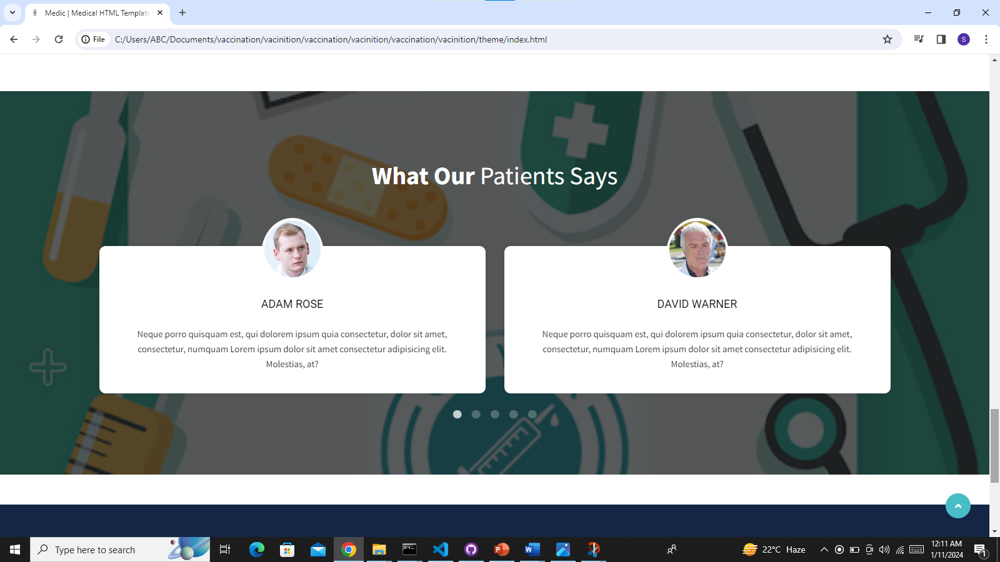 Medic | Medical HTML Template
File
C:/Users/ABC/Documents/vaccination/vacinition/vaccination/vacinition/vaccination/vacinition/theme/index.html
S
What Our Patients Says
ADAM ROSE
DAVID WARNER
Neque porro quisquam est, qui dolorem ipsum quia consectetur, dolor sit amet,
consectetur, numquam Lorem ipsum dolor sit amet consectetur adipisicing elit.
Molestias, at?
Neque porro quisquam est, qui dolorem ipsum quia consectetur, dolor sit amet,
consectetur, numquam Lorem ipsum dolor sit amet consectetur adipisicing elit.
Molestias, at?
Type here to search
22°C Haze
12:11 AM
1/11/2024
1